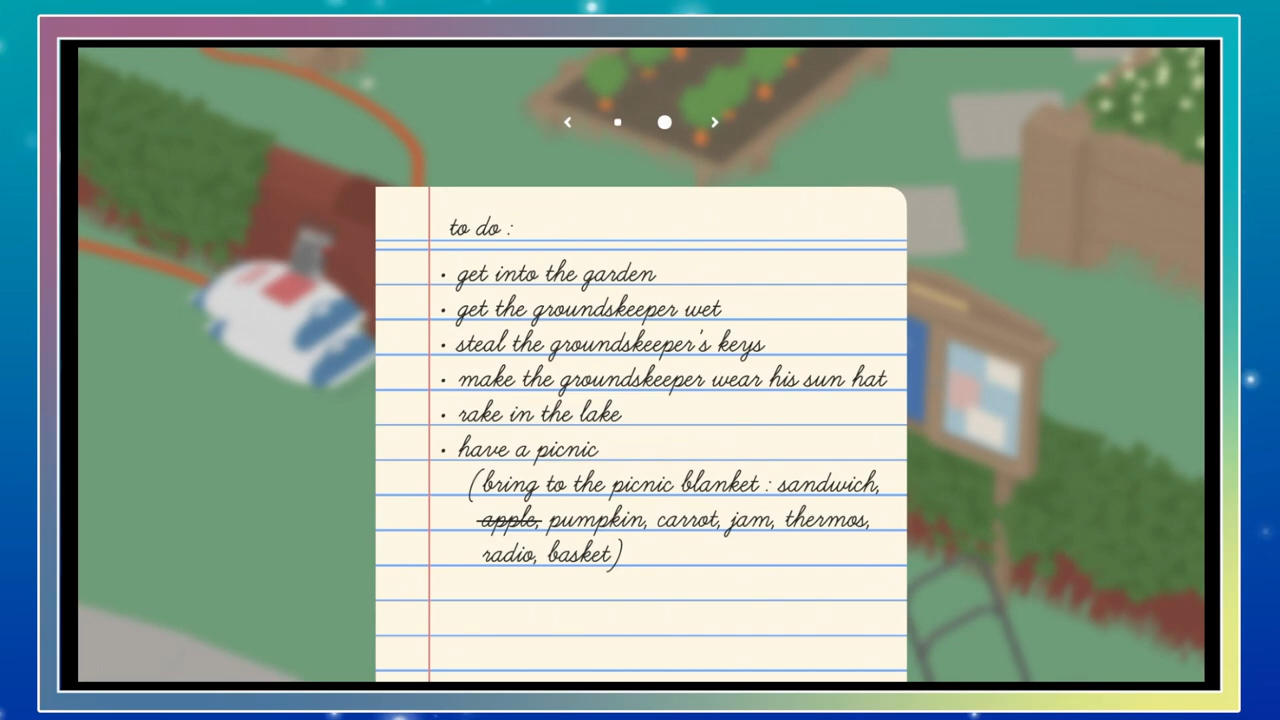 to do :
• get into the garden
• get the groundskeeper wet
• steal the groundskeeper's keys
• make the groundskeeper wear his sun hat
• rake in the lake
• have a picnic
(bring to the picnic blanket : sandwich,
apple, pumpkin, carrot, jam, thermos,
radio, basket)